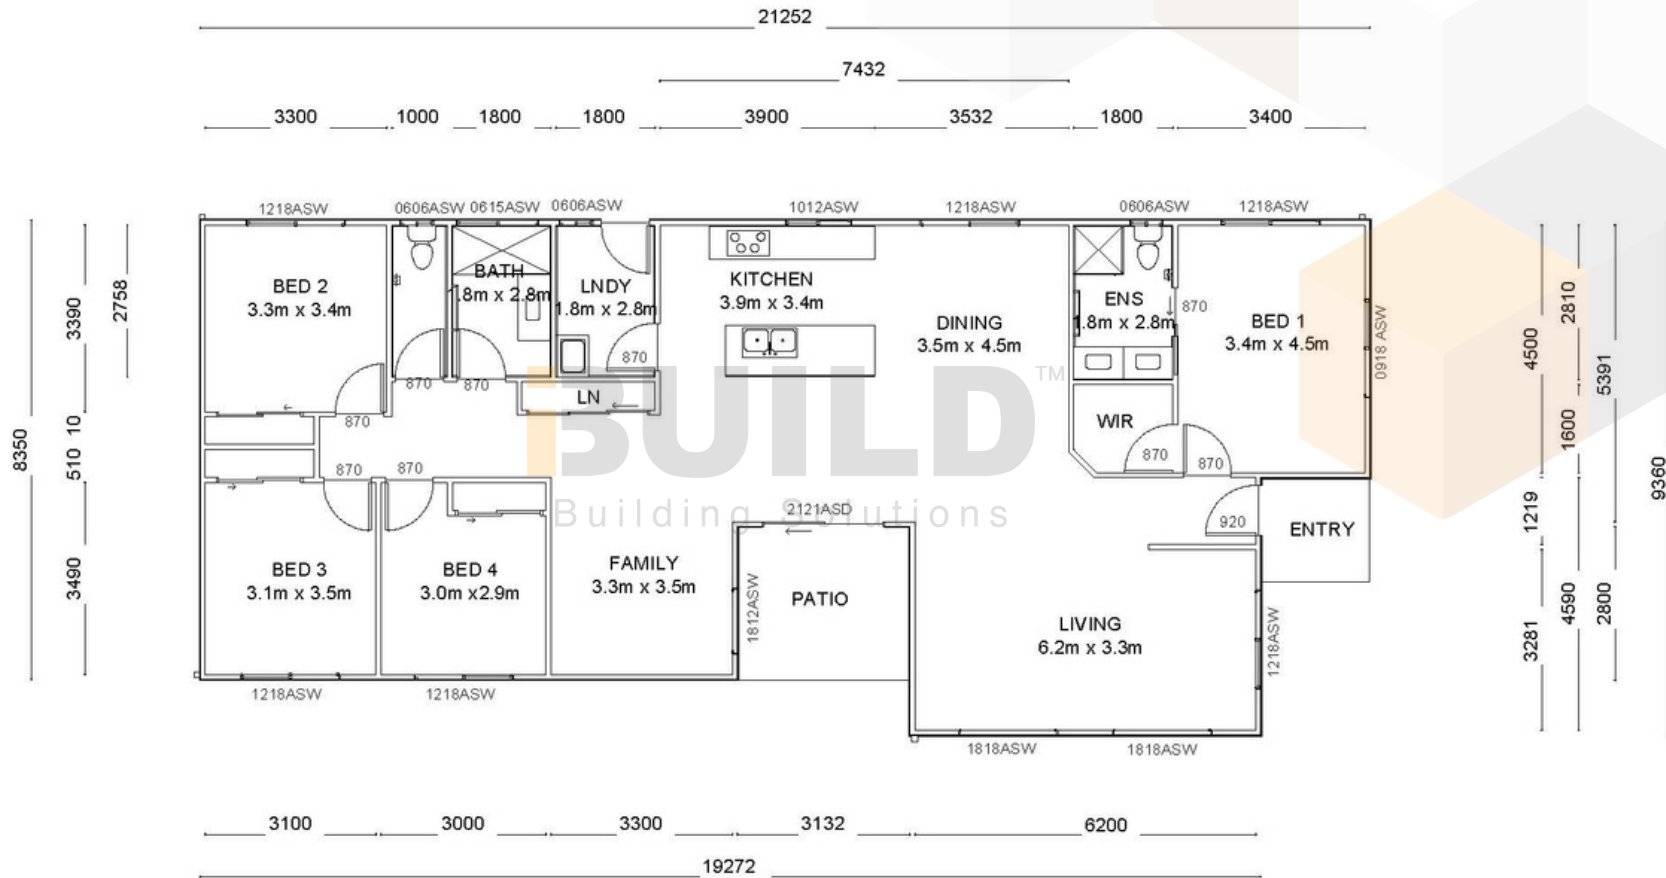 21252
7432
3300 1000 1800 1800 3900 3532 1800 3400
1218ASW 0606ASW 0615ASW 0606ASW 1012ASW 1218ASW 0606ASW 1218ASW
BED 2
3.3m x 3.4m
BATH
.8m x 2.8m
LNDY
1.8m x 2.8m
KITCHEN
3.9m x 3.4m
DINING
3.5m x 4.5m
ENS
1.8m x 2.8m
BED 1
3.4m x 4.5m
870
870
870
870
870
870
870
870
870
LN
WIR
0918 ASW
iBUILD™
Building Solutions
2121ASD
920
ENTRY
BED 3
3.1m x 3.5m
BED 4
3.0m x2.9m
FAMILY
3.3m x 3.5m
1812ASW
PATIO
LIVING
6.2m x 3.3m
1218ASW
1218ASW
1218ASW
1818ASW
1818ASW
8350
3390
510 10
3490
2758
4500
1219
3281
2810
1600
4590
5391
2800
9360
3100 3000 3300 3132 6200
19272